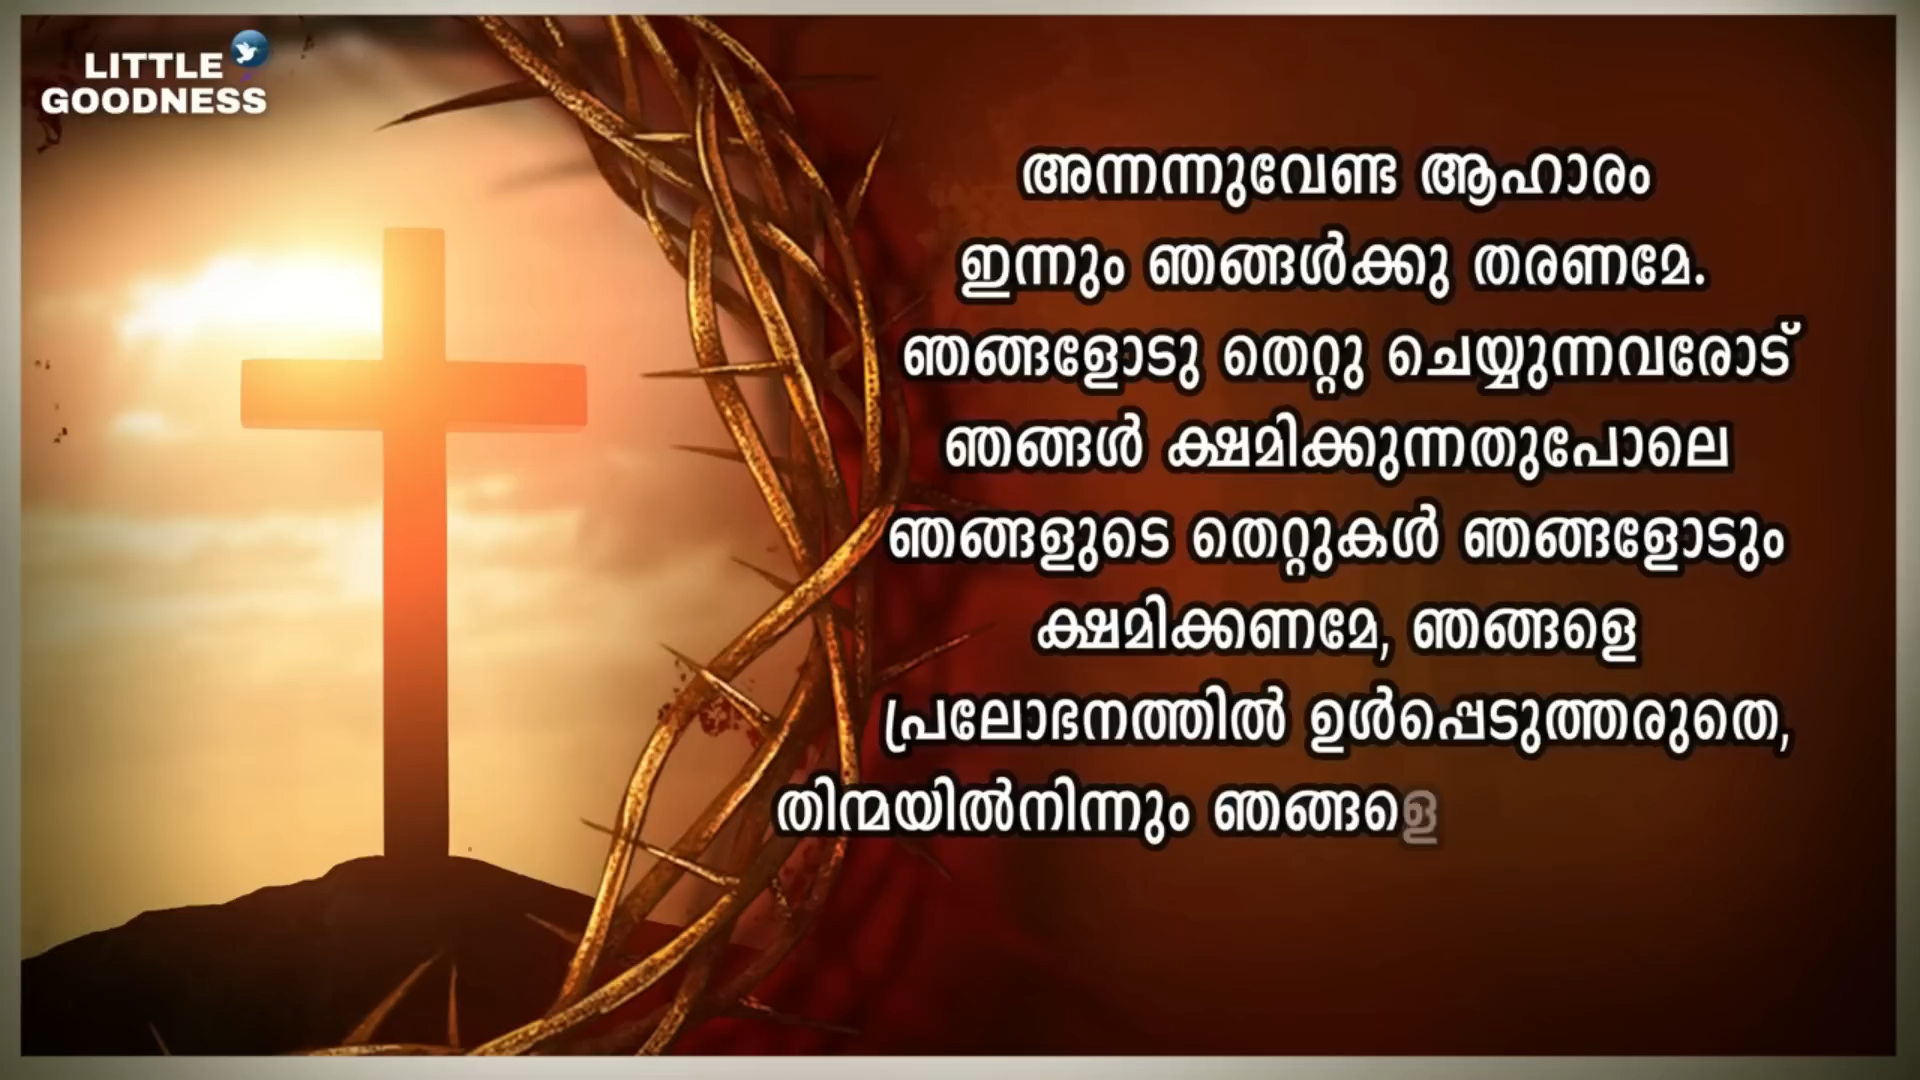 LITTLE
GOODNESS
അന്നന്നുവേണ്ട ആഹാരം
ഇന്നും ഞങ്ങൾക്കു തരണമേ.
ഞങ്ങളോടു തെറ്റു ചെയ്യുന്നവരോട്
ഞങ്ങൾ ക്ഷമിക്കുന്നതുപോലെ
ഞങ്ങളുടെ തെറ്റുകൾ ഞങ്ങളോടും
ക്ഷമിക്കണമേ, ഞങ്ങളെ
പ്രലോഭനത്തിൽ ഉൾപ്പെടുത്തരുതെ,
തിന്മയിൽനിന്നും ഞങ്ങളെ